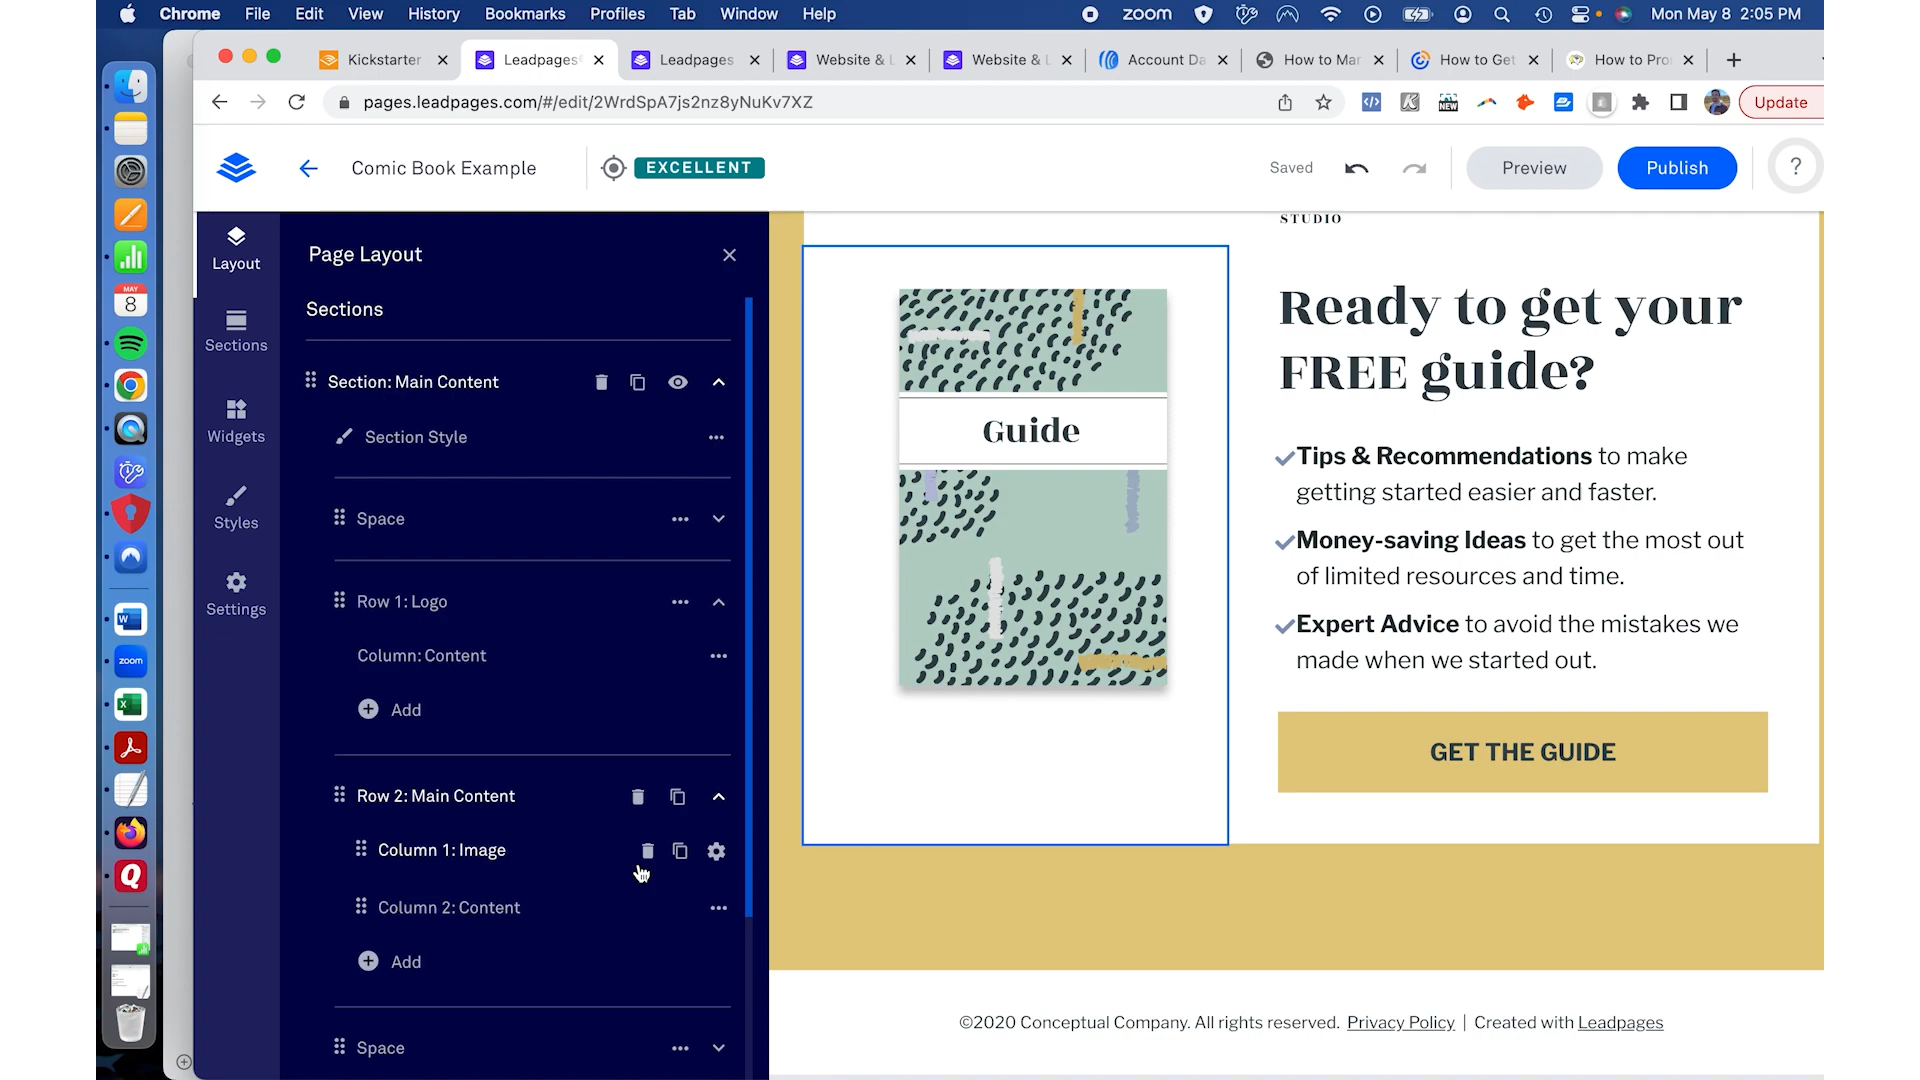 Chrome File Edit View History Bookmarks Profiles Tab Window Help
zoom
Mon May 8 2:05 PM
Kickstarter
Leadpages
Leadpages
Website & L
Website & L
Account Da
How to Mar
How to Get
How to Pro
pages.leadpages.com/#/edit/2WrdSpA7js2nz8yNuKv7XZ
NEW
Update
Comic Book Example
EXCELLENT
Saved
Preview
Publish
?
Layout
Sections
Widgets
Styles
Settings
Page Layout
Sections
Section: Main Content
Section Style
Space
Row 1: Logo
Column: Content
Add
Row 2: Main Content
Column 1: Image
Column 2: Content
Add
Space
STUDIO
Guide
Ready to get your
FREE guide?
Tips & Recommendations to make
getting started easier and faster.
Money-saving Ideas to get the most out
of limited resources and time.
Expert Advice to avoid the mistakes we
made when we started out.
GET THE GUIDE
©2020 Conceptual Company. All rights reserved. Privacy Policy | Created with Leadpages
MAY
8
W
zoom
X
Q